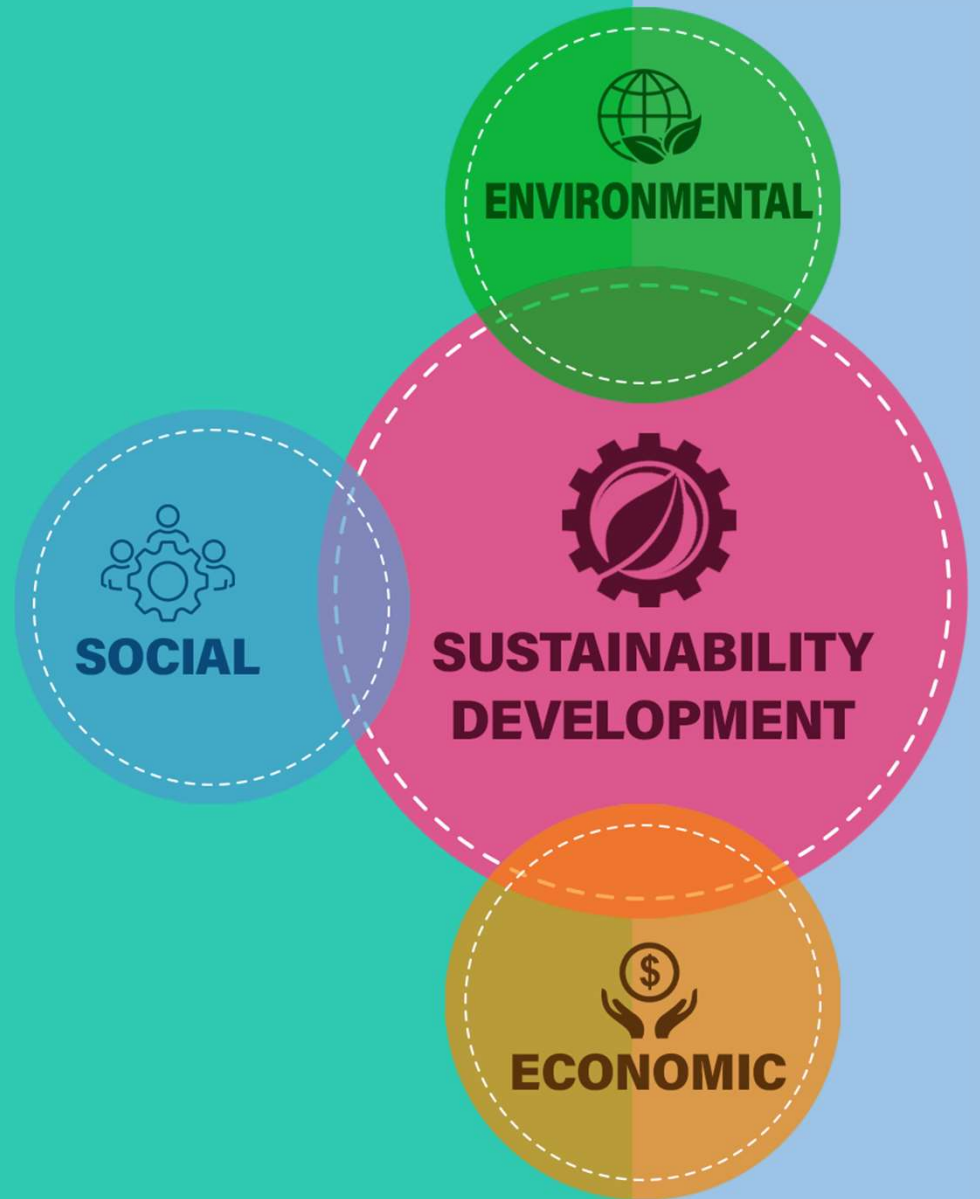 ENVIRONMENTAL
SOCIAL
SUSTAINABILITY
DEVELOPMENT
$
ECONOMIC